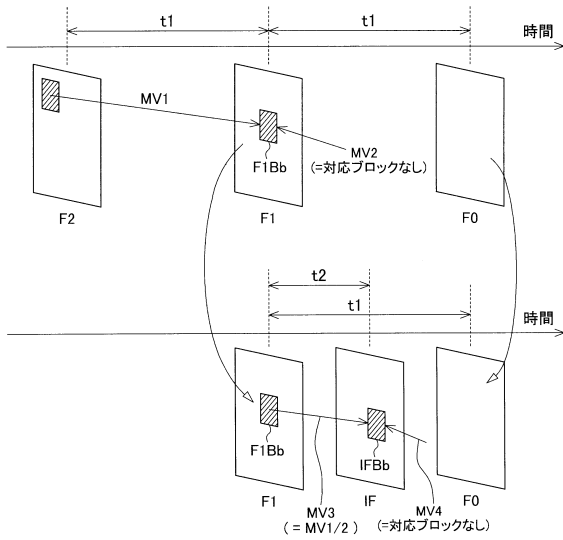 t1
t1
時間
MV1
MV2
(=対応ブロックなし)
F1Bb
F2
F1
F0
t2
t1
時間
F1Bb
IFBb
F1
IF
F0
MV3
(=MV1/2)
MV4
(=対応ブロックなし)